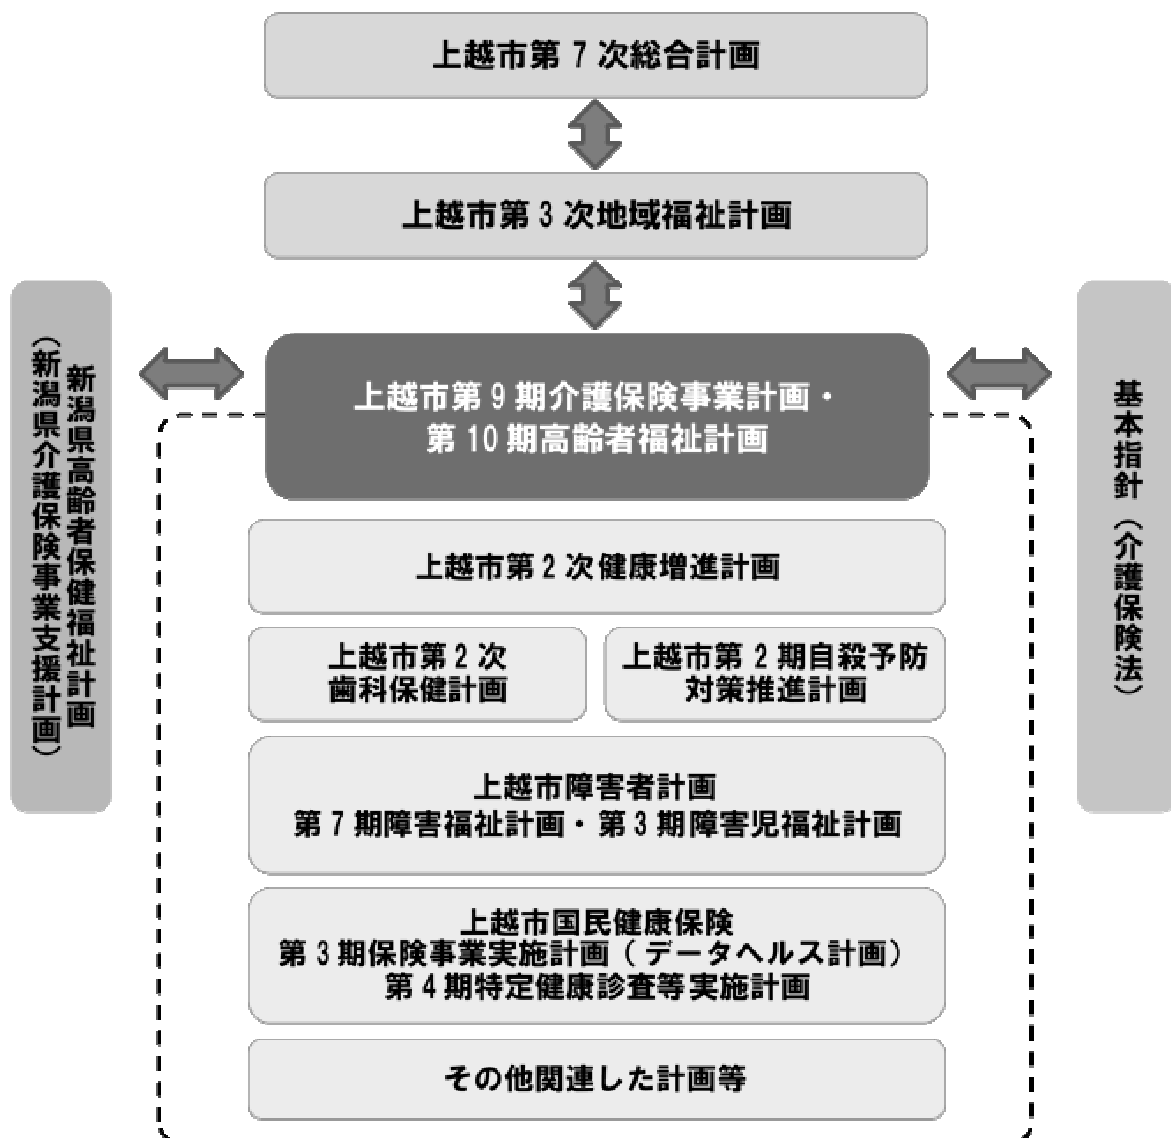 上越市第7次総合計画
上越市第3次地域福祉計画
新潟県高齢者保健福祉計画
（新潟県介護保険事業支援計画）
上越市第9期介護保険事業計画・
第10期高齢者福祉計画
基本指針（介護保険法）
上越市第2次健康増進計画
上越市第2次
歯科保健計画
上越市第2期自殺予防
対策推進計画
上越市障害者計画
第7期障害福祉計画・第3期障害児福祉計画
上越市国民健康保険
第3期保険事業実施計画（データヘルス計画）
第4期特定健康診査等実施計画
その他関連した計画等